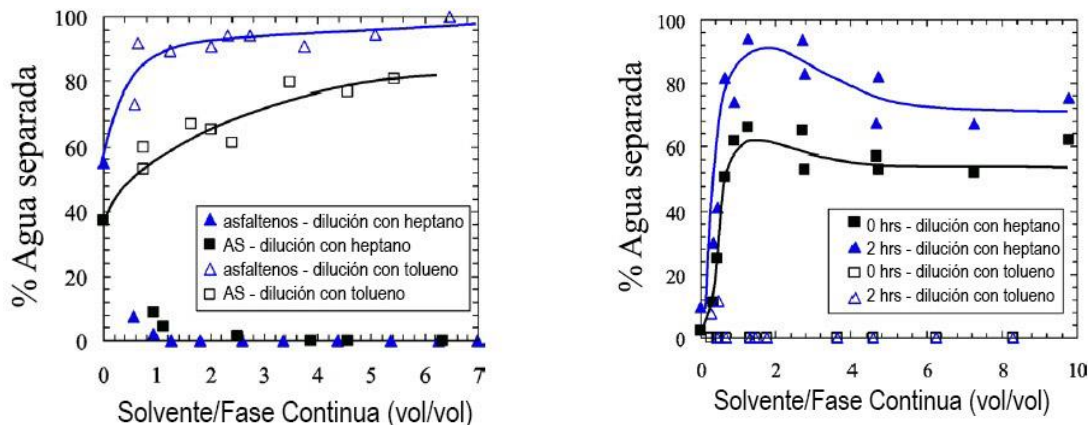 % Agua separada
100
80
60
40
20
0
asfaltenos - dilución con heptano
AS - dilución con heptano
asfaltenos - dilución con tolueno
AS - dilución con tolueno
0 1 2 3 4 5 6 7
Solvente/Fase Continua (vol/vol)
% Agua separada
100
80
60
40
20
0
0 hrs - dilución con heptano
2 hrs - dilución con heptano
0 hrs - dilución con tolueno
2 hrs - dilución con tolueno
0 2 4 6 8 10
Solvente/Fase Continua (vol/vol)